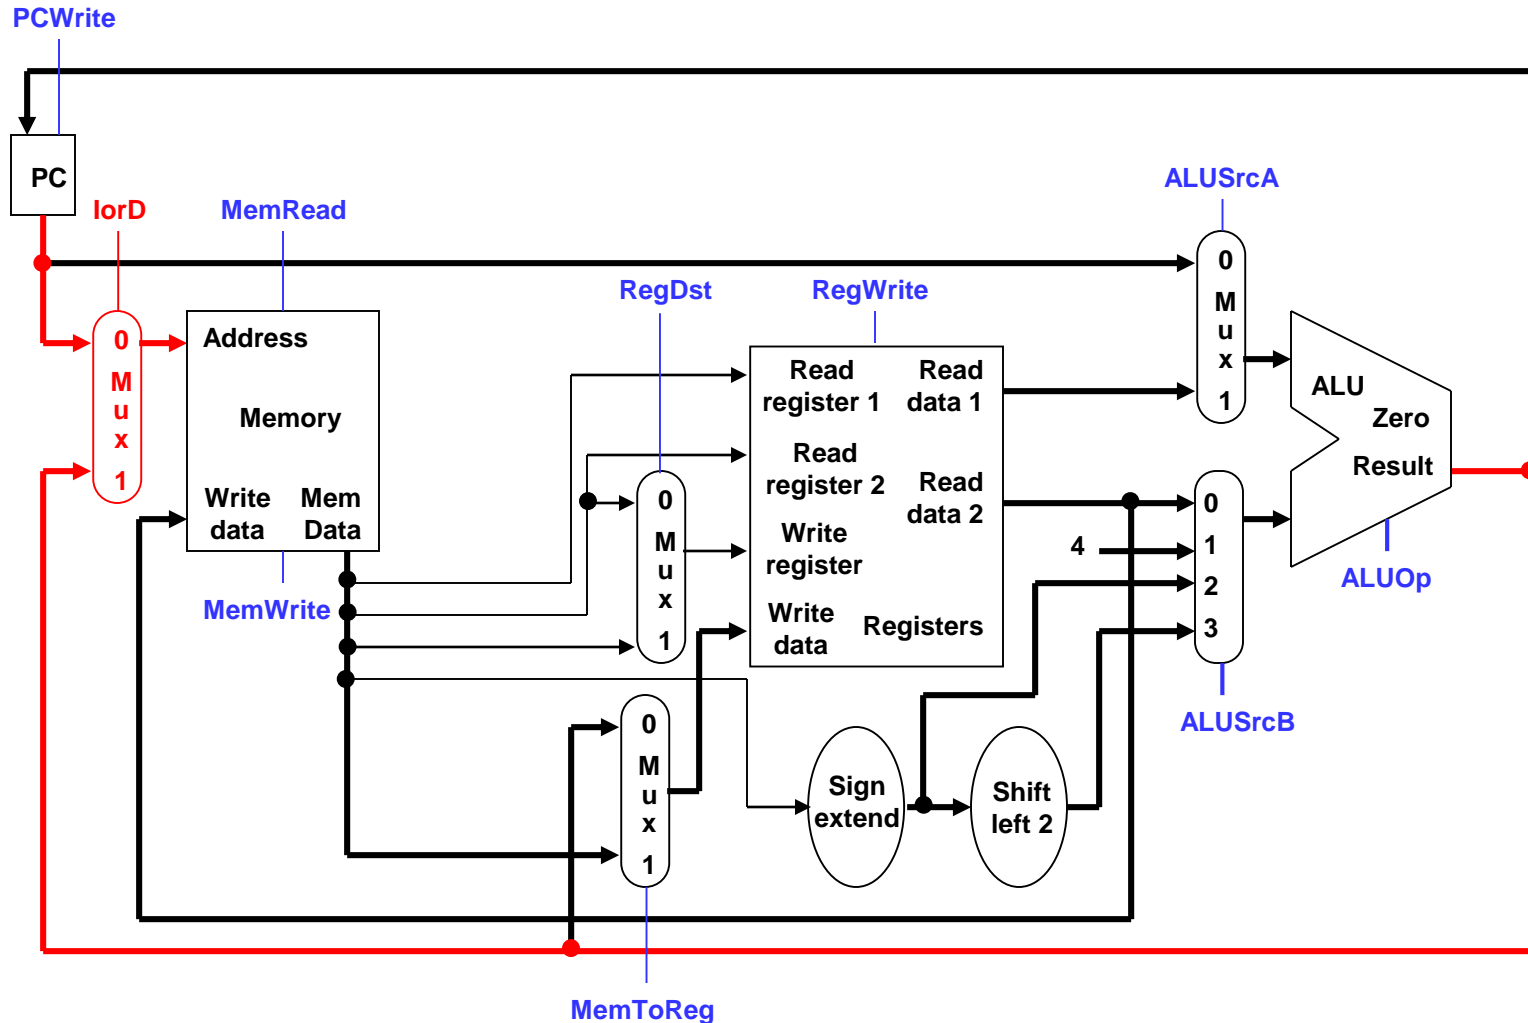 PCWrite
PC
IorD
MemRead
ALUSrcA
0
M
u
x
1
Address
Memory
Write
data
Mem
Data
MemWrite
RegDst
0
M
u
x
1
RegWrite
Read
register 1
Read
data 1
Read
register 2
Read
data 2
Write
register
Write
data
Registers
0
M
u
x
1
ALU
Zero
Result
ALUOp
4
0
1
2
3
ALUSrcB
0
M
u
x
1
MemToReg
Sign
extend
Shift
left 2